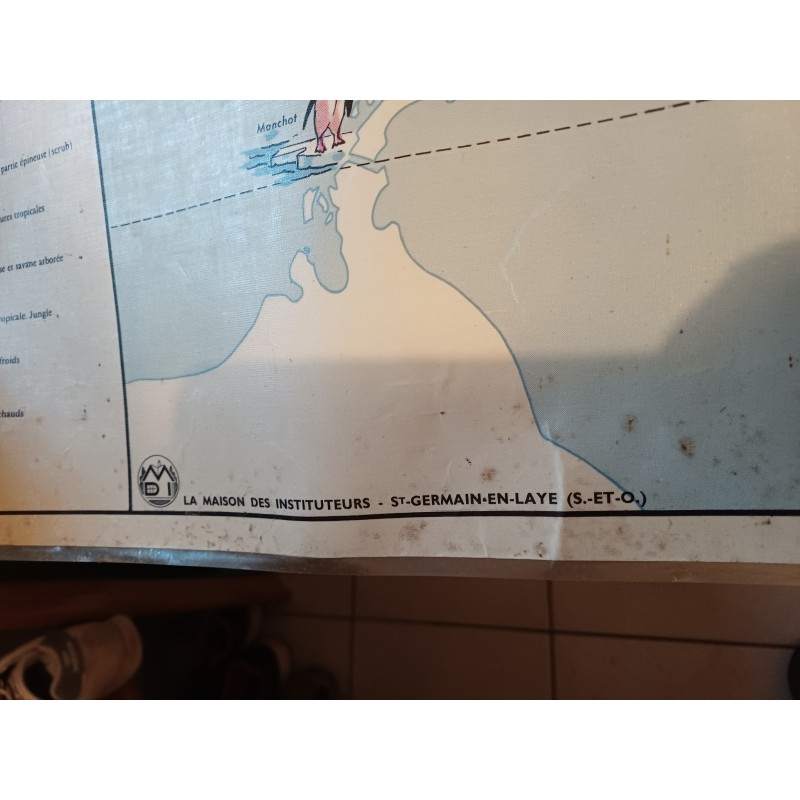 Manchot
partie épineuse (scrub)
tropicales
et savane arborée
Jungle
froids
chauds
MDI
LA MAISON DES INSTITUTEURS - ST-GERMAIN-EN-LAYE (S.-ET-O.)